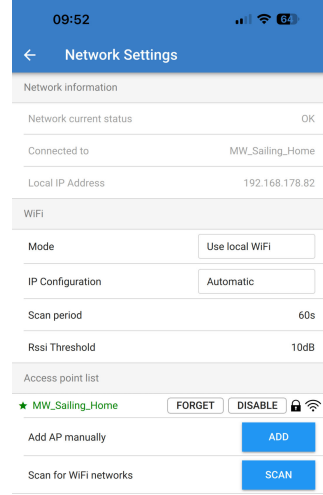 09:52
64
Network Settings
Network information
Network current status OK
Connected to MW_Sailing_Home
Local IP Address 192.168.178.82
WiFi
Mode Use local WiFi
IP Configuration Automatic
Scan period 60s
Rssi Threshold 10dB
Access point list
MW_Sailing_Home FORGET DISABLE
Add AP manually ADD
Scan for WiFi networks SCAN